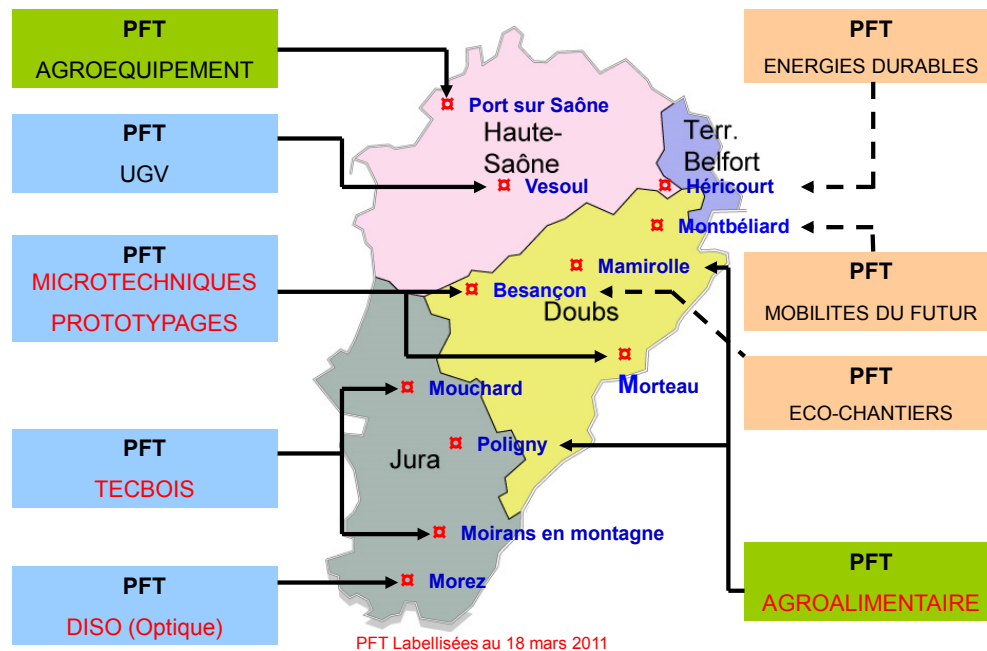 PFT
AGROEQUIPEMENT
PFT
UGV
PFT
MICROTECHNIQUES
PROTOTYPAGES
PFT
TECBOIS
PFT
DISO (Optique)
Port sur Saône
Haute-
Saône
Vesoul
Terr.
Belfort
Héricourt
Montbéliard
Mamirolle
Besançon
Doubs
Morteau
Mouchard
Poligny
Jura
Moirans en montagne
Morez
PFT Labellisées au 18 mars 2011
PFT
ENERGIES DURABLES
PFT
MOBILITES DU FUTUR
PFT
ECO-CHANTIERS
PFT
AGROALIMENTAIRE